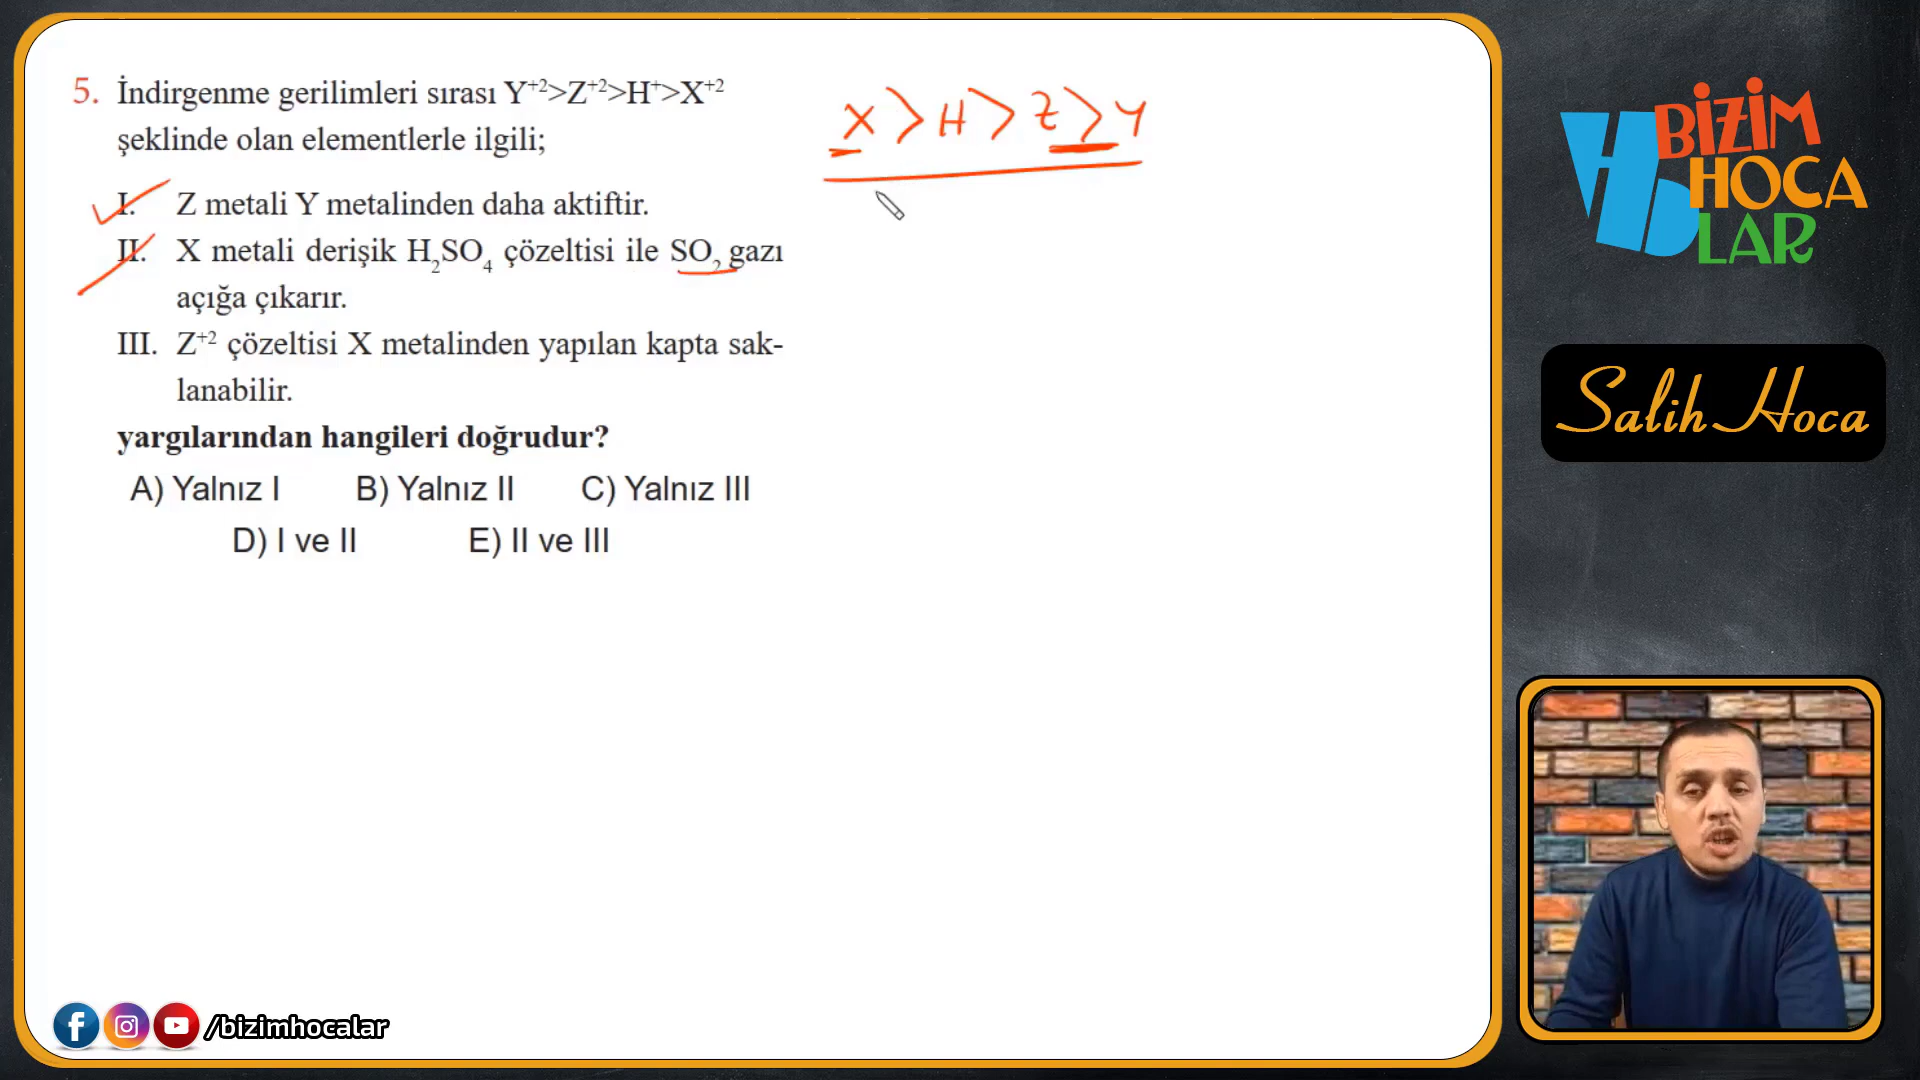 5. İndirgenme gerilimleri sırası Y⁺²>Z⁺²>H⁺>X⁺²
şeklinde olan elementlerle ilgili;
I. Z metali Y metalinden daha aktiftir.
II. X metali derişik H₂SO₄ çözeltisi ile SO₂ gazı
açığa çıkarır.
III. Z⁺² çözeltisi X metalinden yapılan kapta sak-
lanabilir.
yargılarından hangileri doğrudur?
A) Yalnız I B) Yalnız II C) Yalnız III
D) I ve II E) II ve III
X > H > Z > Y
BİZİM
HOCA
LAR
Salih Hoca
/bizimhocalar